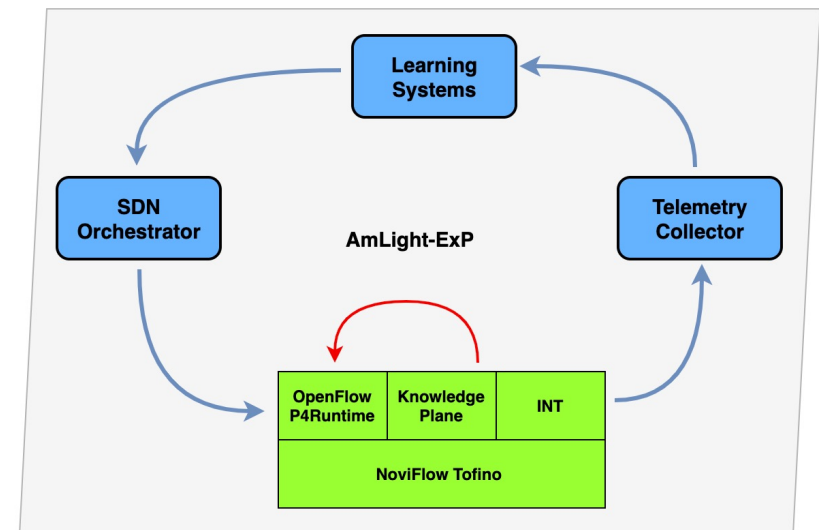 Learning
Systems
SDN
Orchestrator
Telemetry
Collector
AmLight-ExP
OpenFlow
P4Runtime
Knowledge
Plane
INT
NoviFlow Tofino